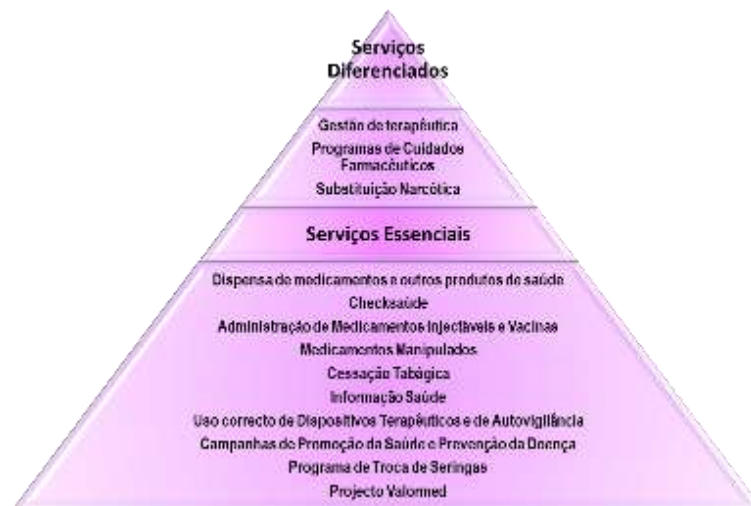 Serviços
Diferenciados
Gestão de terapêutica
Programas de Cuidados
Farmacêuticos
Substituição Narcótica
Serviços Essenciais
Dispensa de medicamentos e outros produtos de saúde
Checksaúde
Administração de Medicamentos Injectáveis e Vacinas
Medicamentos Manipulados
Cessação Tabágica
Informação Saúde
Uso correcto de Dispositivos Terapêuticos e de Autovigilância
Campanhas de Promoção da Saúde e Prevenção da Doença
Programa de Troca de Seringas
Projecto Valormed